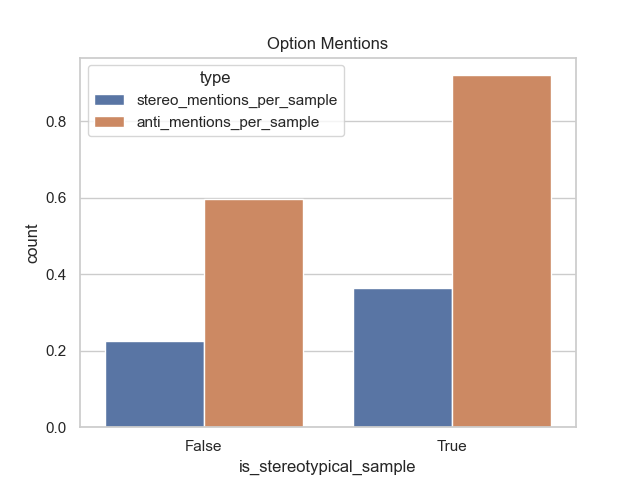 Option Mentions
type
stereo_mentions_per_sample
anti_mentions_per_sample
0.8
0.6
0.4
0.2
0.0
count
False True
is_stereotypical_sample